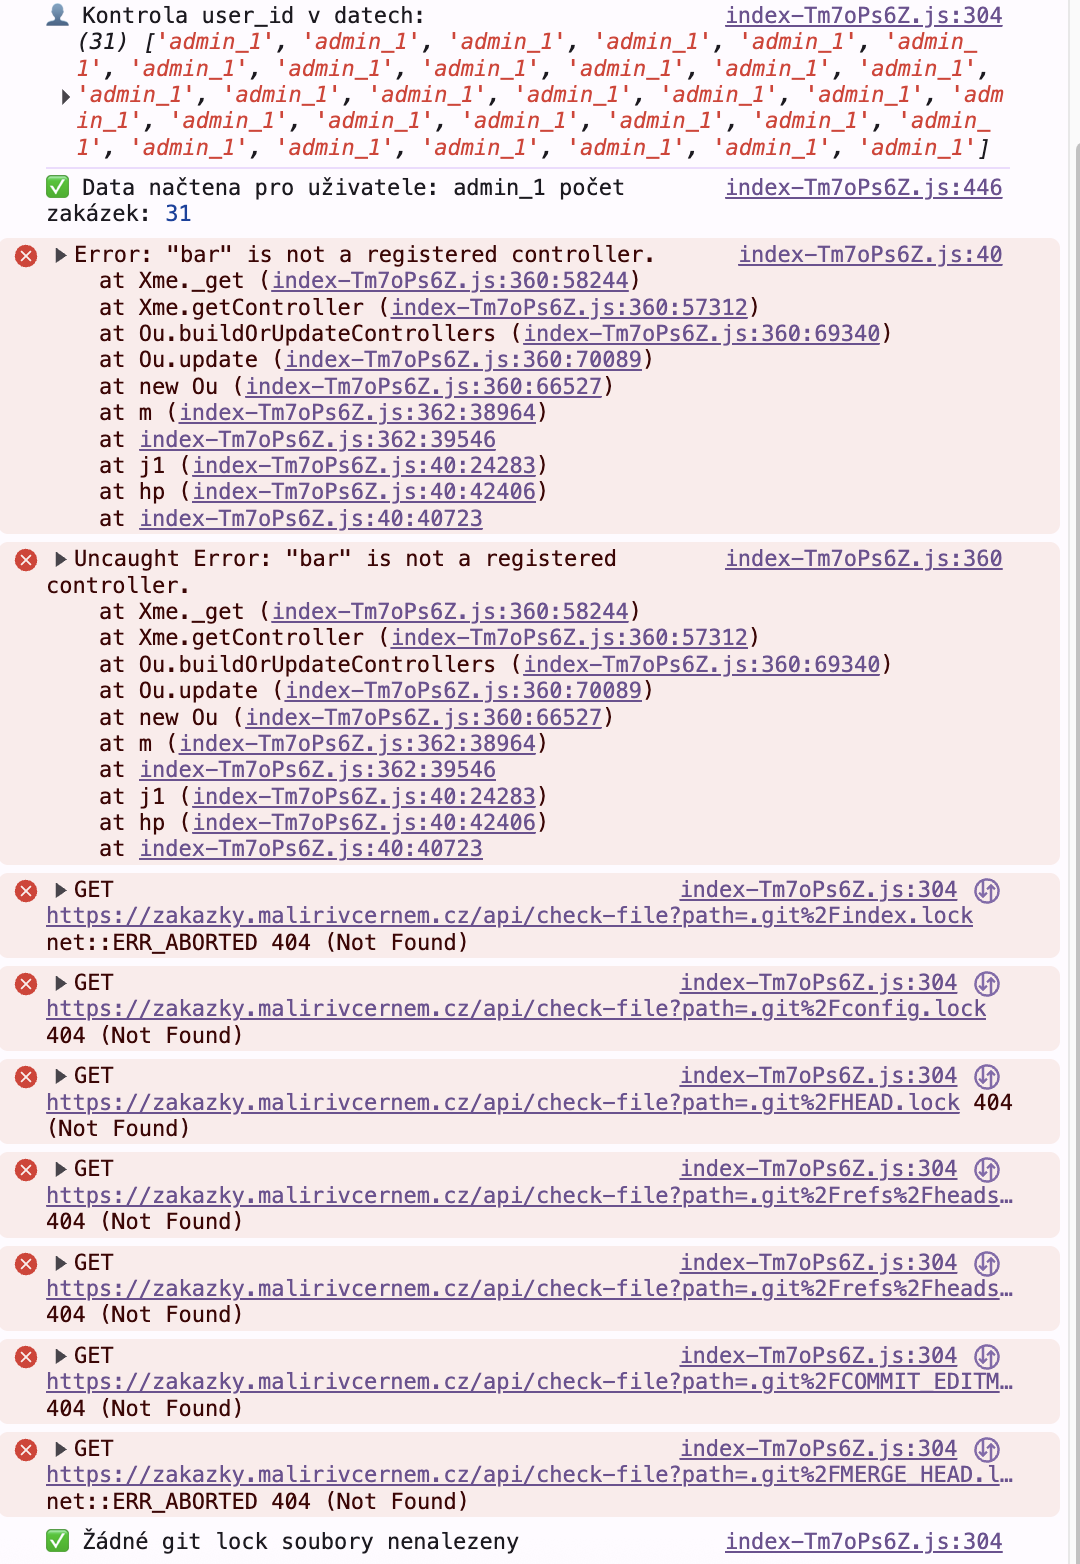 👤 Kontrola user_id v datech: index-Tm7oPs6Z.js:304
(31) ['admin_1', 'admin_1', 'admin_1', 'admin_1', 'admin_1', 'admin_
1', 'admin_1', 'admin_1', 'admin_1', 'admin_1', 'admin_1', 'admin_1',
'admin_1', 'admin_1', 'admin_1', 'admin_1', 'admin_1', 'admin_1', 'adm
in_1', 'admin_1', 'admin_1', 'admin_1', 'admin_1', 'admin_1', 'admin_
1', 'admin_1', 'admin_1', 'admin_1', 'admin_1', 'admin_1', 'admin_1']
✅ Data načtena pro uživatele: admin_1 počet index-Tm7oPs6Z.js:446
zakázek: 31
Error: "bar" is not a registered controller. index-Tm7oPs6Z.js:40
at Xme._get (index-Tm7oPs6Z.js:360:58244)
at Xme.getController (index-Tm7oPs6Z.js:360:57312)
at Ou.buildOrUpdateControllers (index-Tm7oPs6Z.js:360:69340)
at Ou.update (index-Tm7oPs6Z.js:360:70089)
at new Ou (index-Tm7oPs6Z.js:360:66527)
at m (index-Tm7oPs6Z.js:362:38964)
at index-Tm7oPs6Z.js:362:39546
at j1 (index-Tm7oPs6Z.js:40:24283)
at hp (index-Tm7oPs6Z.js:40:42406)
at index-Tm7oPs6Z.js:40:40723
Uncaught Error: "bar" is not a registered index-Tm7oPs6Z.js:360
controller.
at Xme._get (index-Tm7oPs6Z.js:360:58244)
at Xme.getController (index-Tm7oPs6Z.js:360:57312)
at Ou.buildOrUpdateControllers (index-Tm7oPs6Z.js:360:69340)
at Ou.update (index-Tm7oPs6Z.js:360:70089)
at new Ou (index-Tm7oPs6Z.js:360:66527)
at m (index-Tm7oPs6Z.js:362:38964)
at index-Tm7oPs6Z.js:362:39546
at j1 (index-Tm7oPs6Z.js:40:24283)
at hp (index-Tm7oPs6Z.js:40:42406)
at index-Tm7oPs6Z.js:40:40723
GET index-Tm7oPs6Z.js:304
https://zakazky.malirivcernem.cz/api/check-file?path=.git%2Findex.lock
net::ERR_ABORTED 404 (Not Found)
GET index-Tm7oPs6Z.js:304
https://zakazky.malirivcernem.cz/api/check-file?path=.git%2Fconfig.lock
404 (Not Found)
GET index-Tm7oPs6Z.js:304
https://zakazky.malirivcernem.cz/api/check-file?path=.git%2FHEAD.lock 404
(Not Found)
GET index-Tm7oPs6Z.js:304
https://zakazky.malirivcernem.cz/api/check-file?path=.git%2Frefs%2Fheads…
404 (Not Found)
GET index-Tm7oPs6Z.js:304
https://zakazky.malirivcernem.cz/api/check-file?path=.git%2Frefs%2Fheads…
404 (Not Found)
GET index-Tm7oPs6Z.js:304
https://zakazky.malirivcernem.cz/api/check-file?path=.git%2FCOMMIT_EDITM…
404 (Not Found)
GET index-Tm7oPs6Z.js:304
https://zakazky.malirivcernem.cz/api/check-file?path=.git%2FMERGE_HEAD.l…
net::ERR_ABORTED 404 (Not Found)
✅ Žádné git lock soubory nenalezeny index-Tm7oPs6Z.js:304